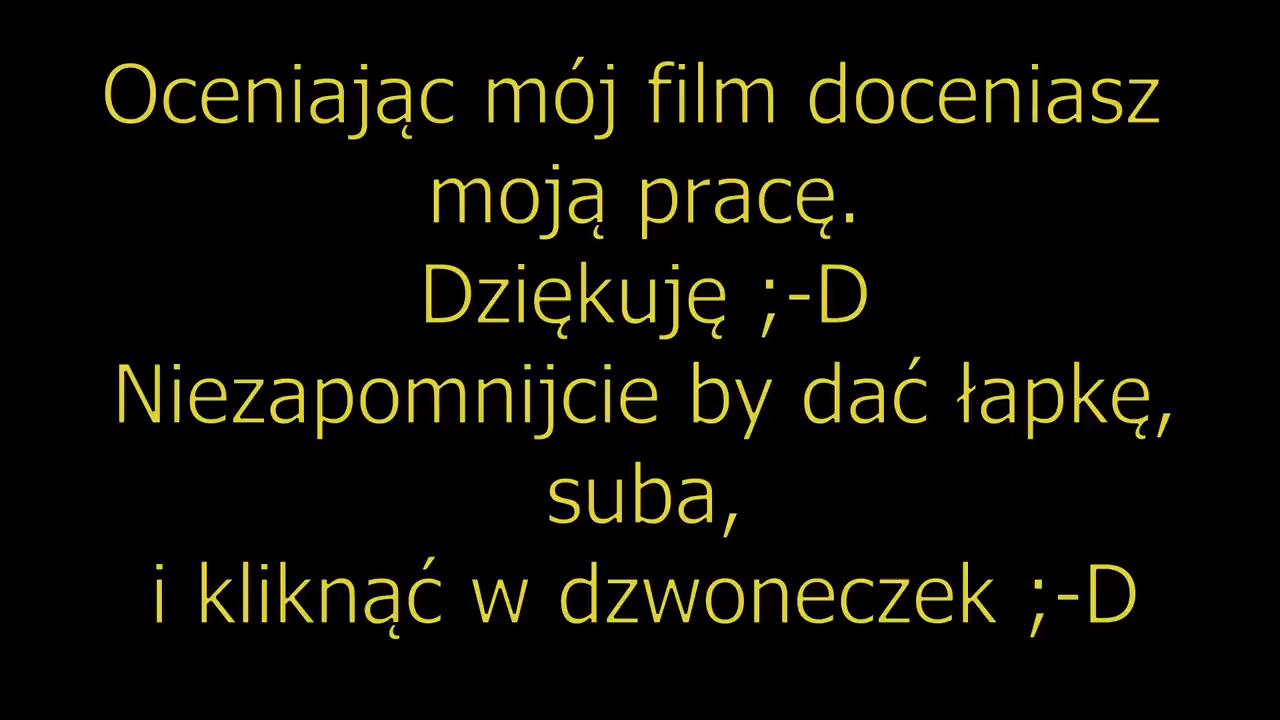 Oceniając mój film doceniasz
moją pracę.
Dziękuję ;-D
Niezapomnijcie by dać łapkę,
suba,
i kliknąć w dzwoneczek ;-D